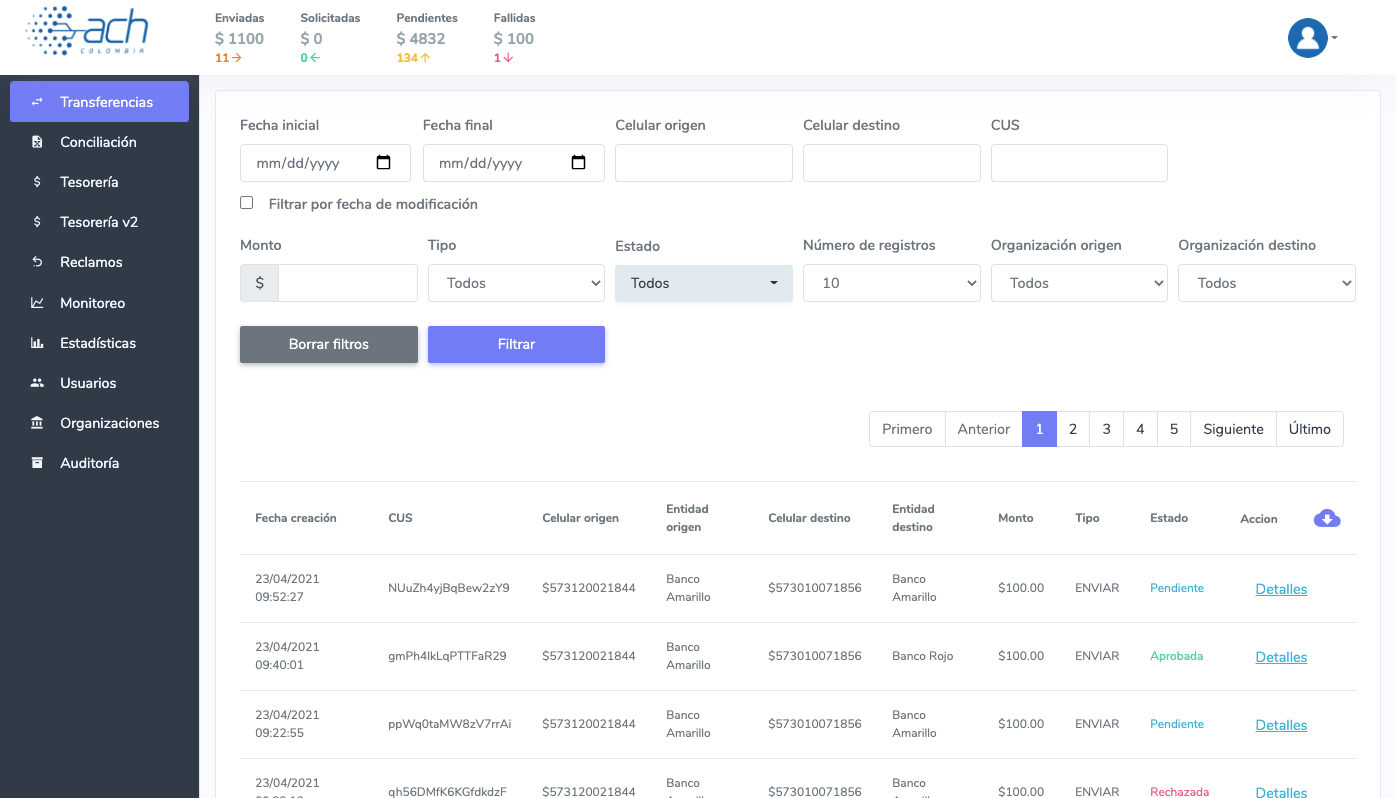 ach
COLOMBIA
Enviadas Solicitadas Pendientes Fallidas
$ 1100 $ 0 $ 4832 $ 100
11 0 134 1
Transferencias
Conciliación
Tesorería
Tesorería v2
Reclamos
Monitoreo
Estadísticas
Usuarios
Organizaciones
Auditoría
Fecha inicial Fecha final Celular origen Celular destino CUS
mm/dd/yyyy mm/dd/yyyy
Filtrar por fecha de modificación
Monto Tipo Estado Número de registros Organización origen Organización destino
$ Todos Todos 10 Todos Todos
Borrar filtros Filtrar
Primero Anterior 1 2 3 4 5 Siguiente Último
Fecha creación CUS Celular origen Entidad origen Celular destino Entidad destino Monto Tipo Estado Accion
23/04/2021 09:52:27 NUuZh4yjBqBew2zY9 $573120021844 Banco Amarillo $573010071856 Banco Amarillo $100.00 ENVIAR Pendiente Detalles
23/04/2021 09:40:01 gmPh4lkLqPTTFaR29 $573120021844 Banco Amarillo $573010071856 Banco Rojo $100.00 ENVIAR Aprobada Detalles
23/04/2021 09:22:55 ppWq0taMW8zV7rrAi $573120021844 Banco Amarillo $573010071856 Banco Amarillo $100.00 ENVIAR Pendiente Detalles
23/04/2021 qh56DMfK6KGfdkdzF $573120021844 Banco $573010071856 Banco $100.00 ENVIAR Rechazada Detalles